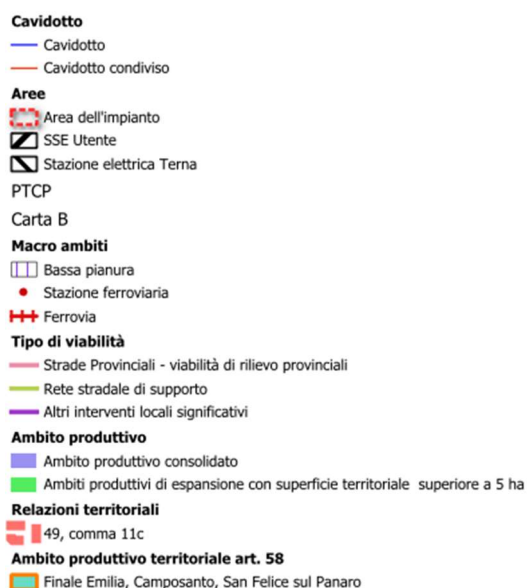 Cavidotto
Cavidotto
Cavidotto condiviso
Aree
Area dell'impianto
SSE Utente
Stazione elettrica Terna
PTCP
Carta B
Macro ambiti
Bassa pianura
Stazione ferroviaria
Ferrovia
Tipo di viabilità
Strade Provinciali - viabilità di rilievo provinciali
Rete stradale di supporto
Altri interventi locali significativi
Ambito produttivo
Ambito produttivo consolidato
Ambiti produttivi di espansione con superficie territoriale superiore a 5 ha
Relazioni territoriali
49, comma 11c
Ambito produttivo territoriale art. 58
Finale Emilia, Camposanto, San Felice sul Panaro